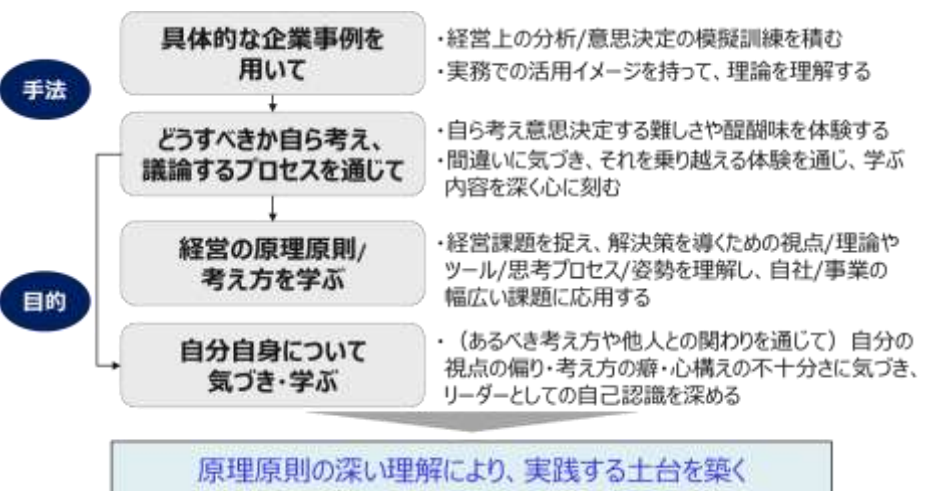 手法
具体的な企業事例を
用いて
・経営上の分析/意思決定の模擬訓練を積む
・実務での活用イメージを持って、理論を理解する
どうすべきか自ら考え、
議論するプロセスを通じて
・自ら考え意思決定する難しさや醍醐味を体験する
・間違いに気づき、それを乗り越える体験を通じ、学ぶ
内容を深く心に刻む
目的
経営の原理原則/
考え方を学ぶ
・経営課題を捉え、解決策を導くための視点/理論や
ツール/思考プロセス/姿勢を理解し、自社/事業の
幅広い課題に応用する
自分自身について
気づき・学ぶ
・（あるべき考え方や他人との関わりを通じて）自分の
視点の偏り・考え方の癖・心構えの不十分さに気づき、
リーダーとしての自己認識を深める
原理原則の深い理解により、実践する土台を築く